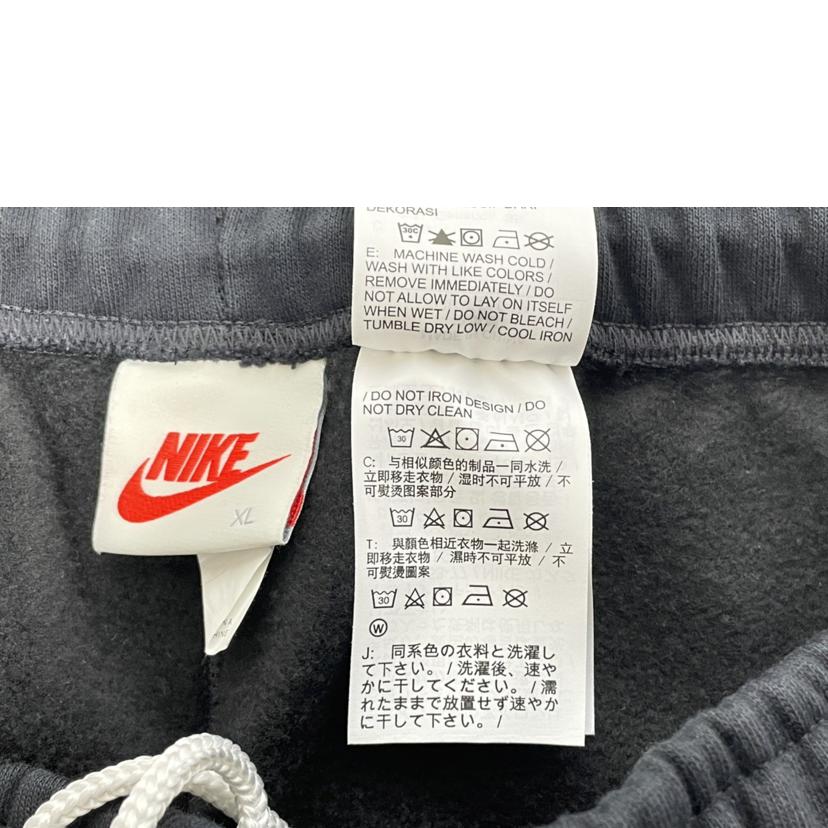 DEKORASI
30C
E: MACHINE WASH COLD /
WASH WITH LIKE COLORS /
REMOVE IMMEDIATELY / DO
NOT ALLOW TO LAY ON ITSELF
WHEN WET / DO NOT BLEACH /
TUMBLE DRY LOW / COOL IRON
/ DO NOT IRON DESIGN / DO
NOT DRY CLEAN
30
C: 与相似颜色的制品一同水洗 /
立即移走衣物 / 湿时不可平放 / 不
可熨烫图案部分
30
T: 與顏色相近衣物一起洗滌 / 立
即移走衣物 / 濕時不可平放 / 不
可熨燙圖案
30
W
J: 同系色の衣料と洗濯し
て下さい。/ 洗濯後、速や
かに干してください。/ 濡
れたままで放置せず速やか
に干して下さい。/
NIKE
XL